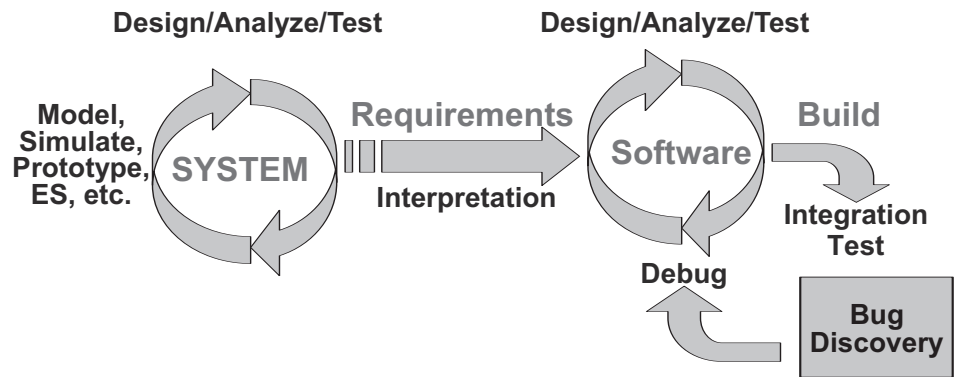 Design/Analyze/Test
Design/Analyze/Test
Model,
Simulate,
Prototype,
ES, etc.
SYSTEM
Requirements
Interpretation
Software
Build
Integration
Test
Debug
Bug
Discovery